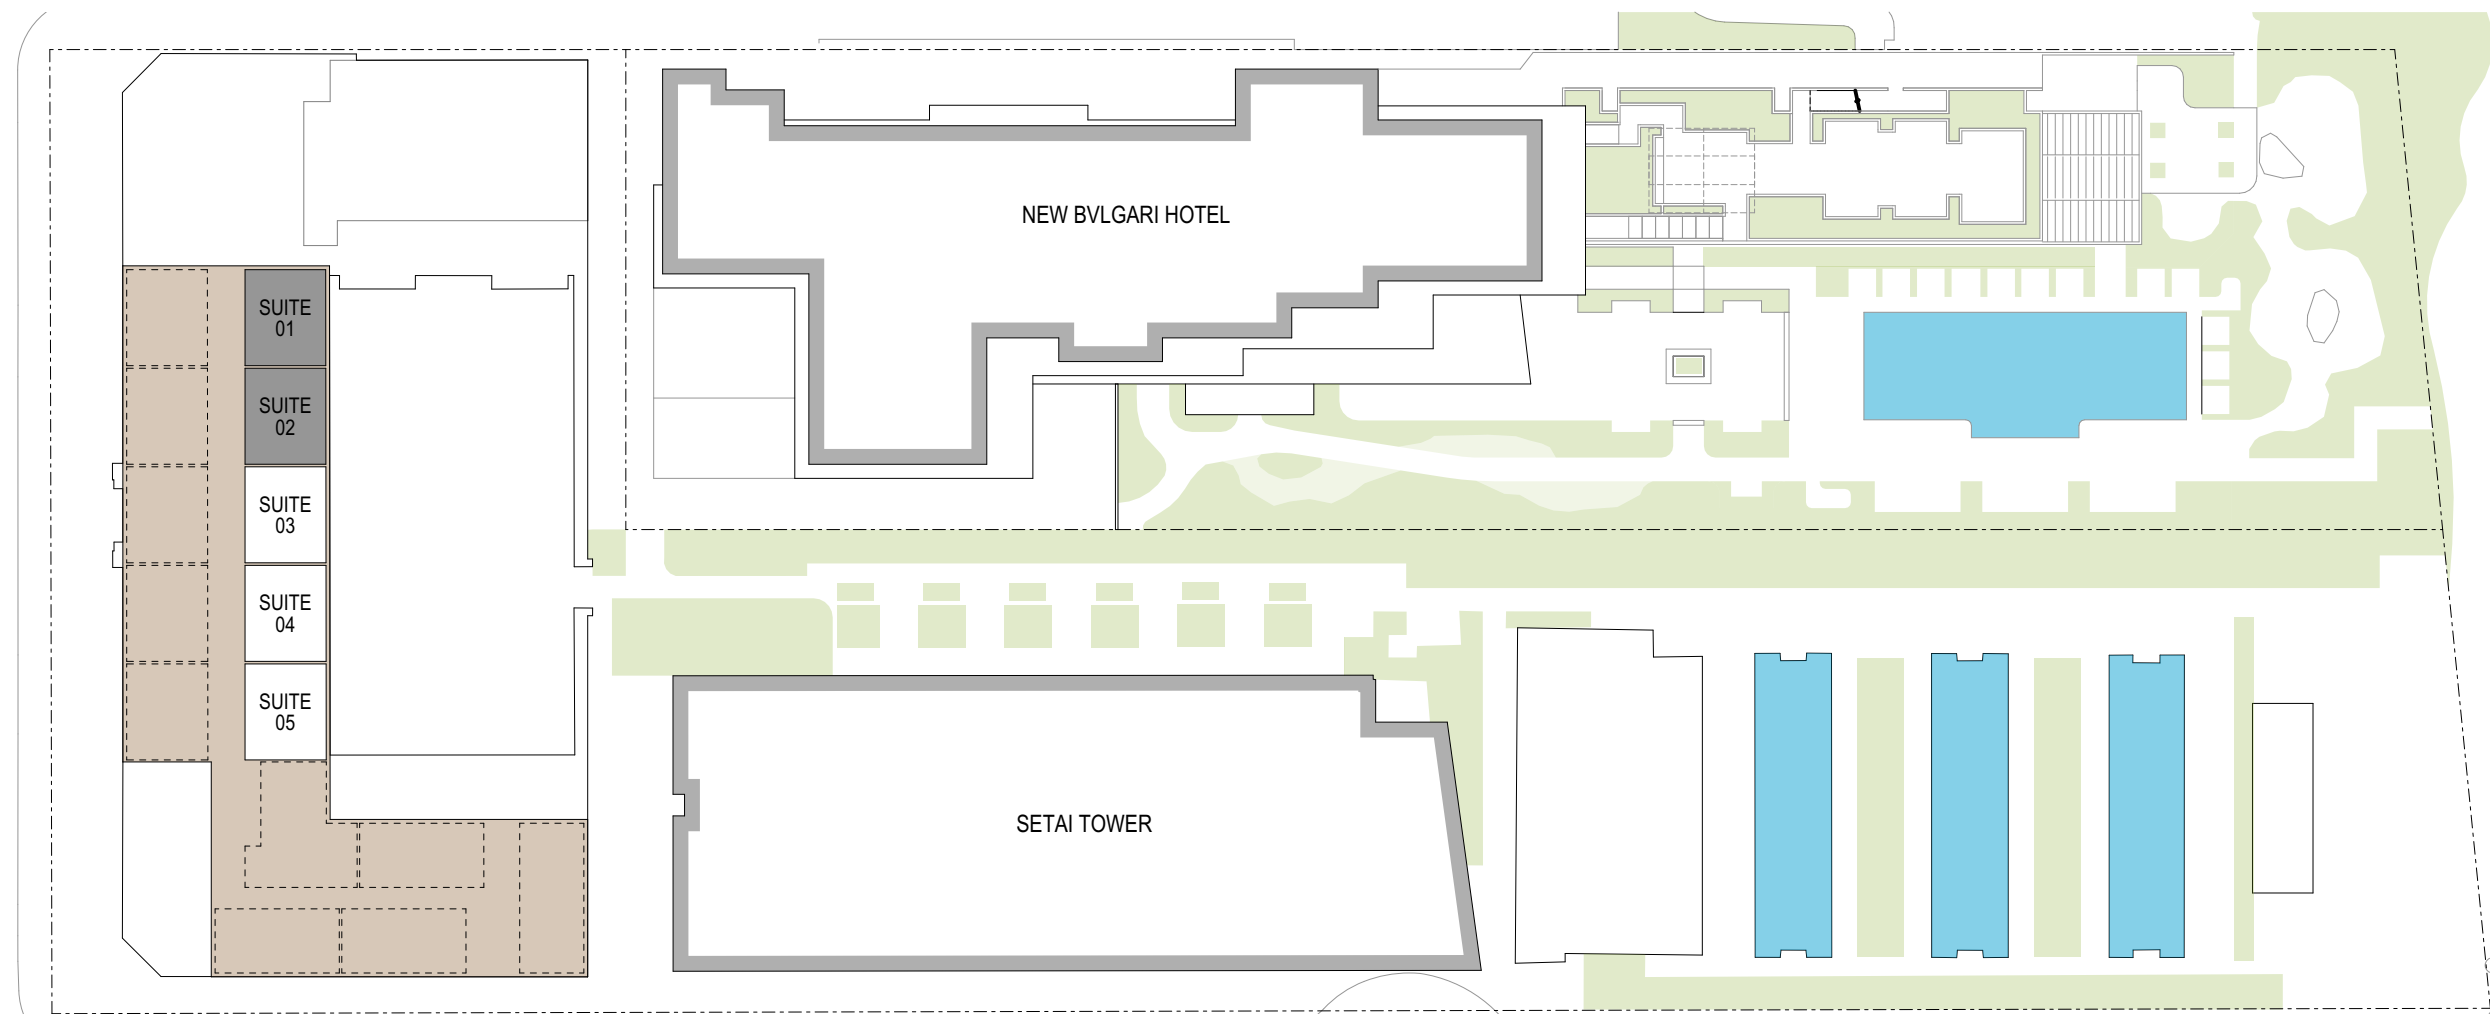 NEW BVLGARI HOTEL
SUITE
01
SUITE
02
SUITE
03
SUITE
04
SUITE
05
SETAI TOWER